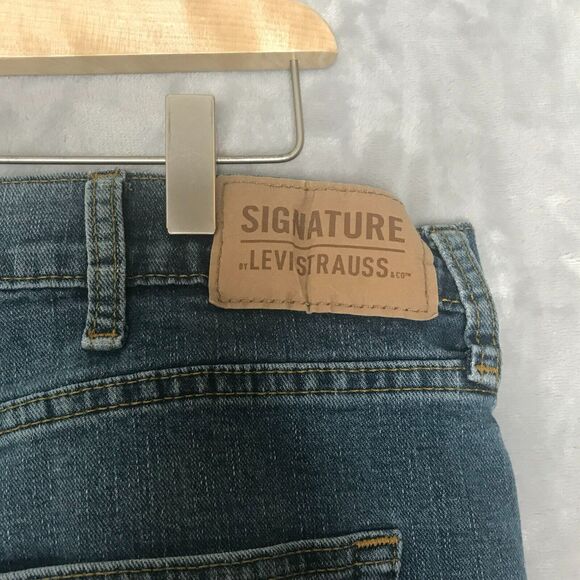 SIGNATURE
BY LEVI STRAUSS & CO™